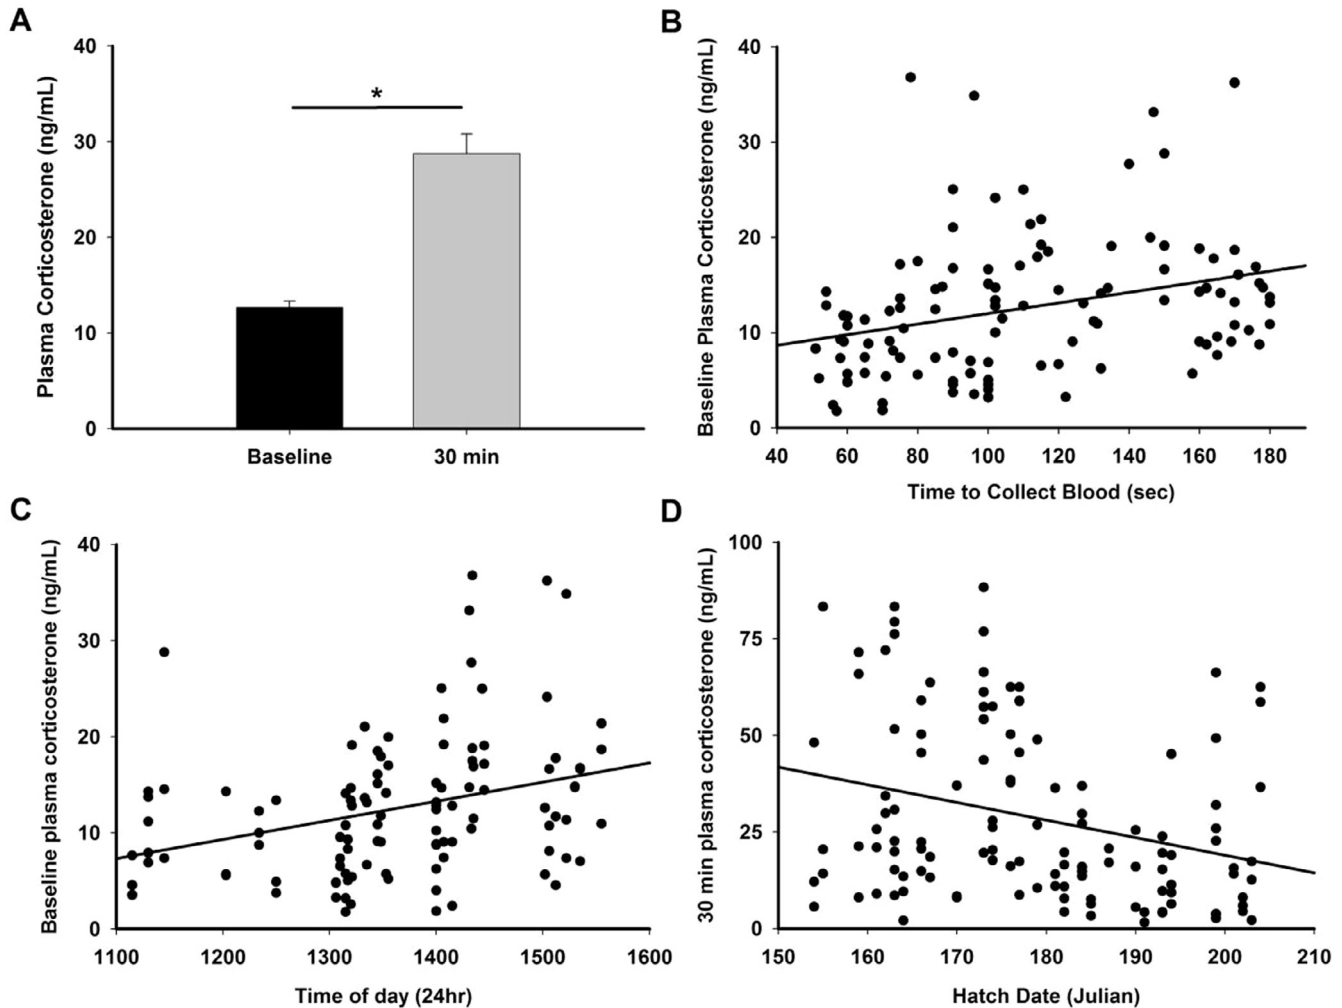 A
Plasma Corticosterone (ng/mL)
40
30
20
10
0
*
Baseline
30 min
B
Baseline Plasma Corticosterone (ng/mL)
40
30
20
10
0
40 60 80 100 120 140 160 180
Time to Collect Blood (sec)
C
Baseline plasma corticosterone (ng/mL)
40
30
20
10
0
1100 1200 1300 1400 1500 1600
Time of day (24hr)
D
30 min plasma corticosterone (ng/mL)
100
75
50
25
0
150 160 170 180 190 200 210
Hatch Date (Julian)